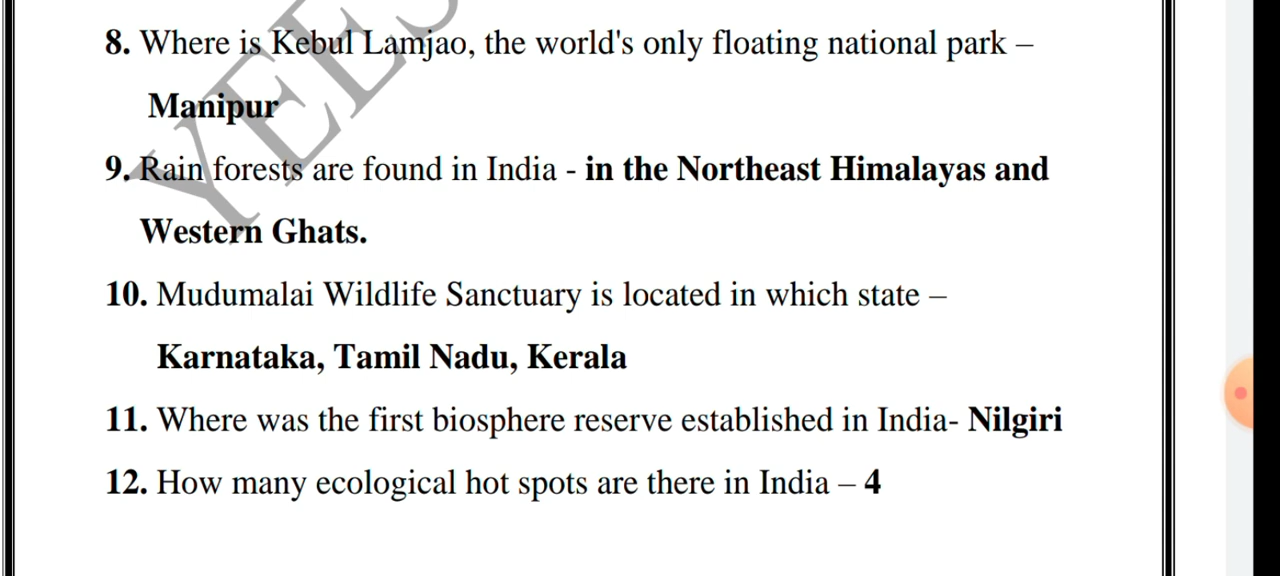 8. Where is Kebul Lamjao, the world's only floating national park –
Manipur
9. Rain forests are found in India - in the Northeast Himalayas and
Western Ghats.
10. Mudumalai Wildlife Sanctuary is located in which state –
Karnataka, Tamil Nadu, Kerala
11. Where was the first biosphere reserve established in India- Nilgiri
12. How many ecological hot spots are there in India – 4